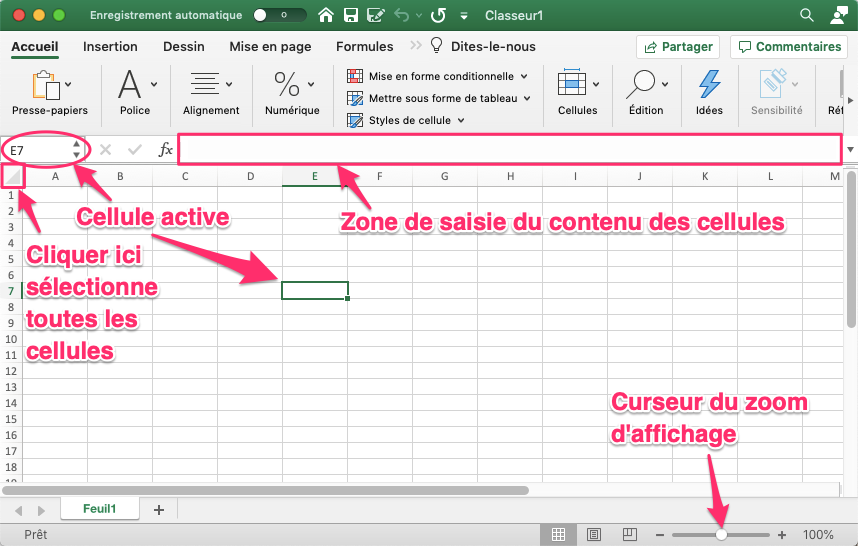 Enregistrement automatique O Classeur1
Accueil Insertion Dessin Mise en page Formules >> Dites-le-nous Partager Commentaires
Mise en forme conditionnelle
Mettre sous forme de tableau
Styles de cellule
Presse-papiers Police Alignement Numérique Cellules Édition Idées Sensibilité
E7 fx
A B C D E F G H I J K L M
1
2
Cellule active
Zone de saisie du contenu des cellules
3
4
Cliquer ici
5
6
sélectionne
7
8
toutes les
9
10
cellules
11
12
13
Curseur du zoom
14
15
d'affichage
16
17
18
Feuil1 +
Prêt − + 100%